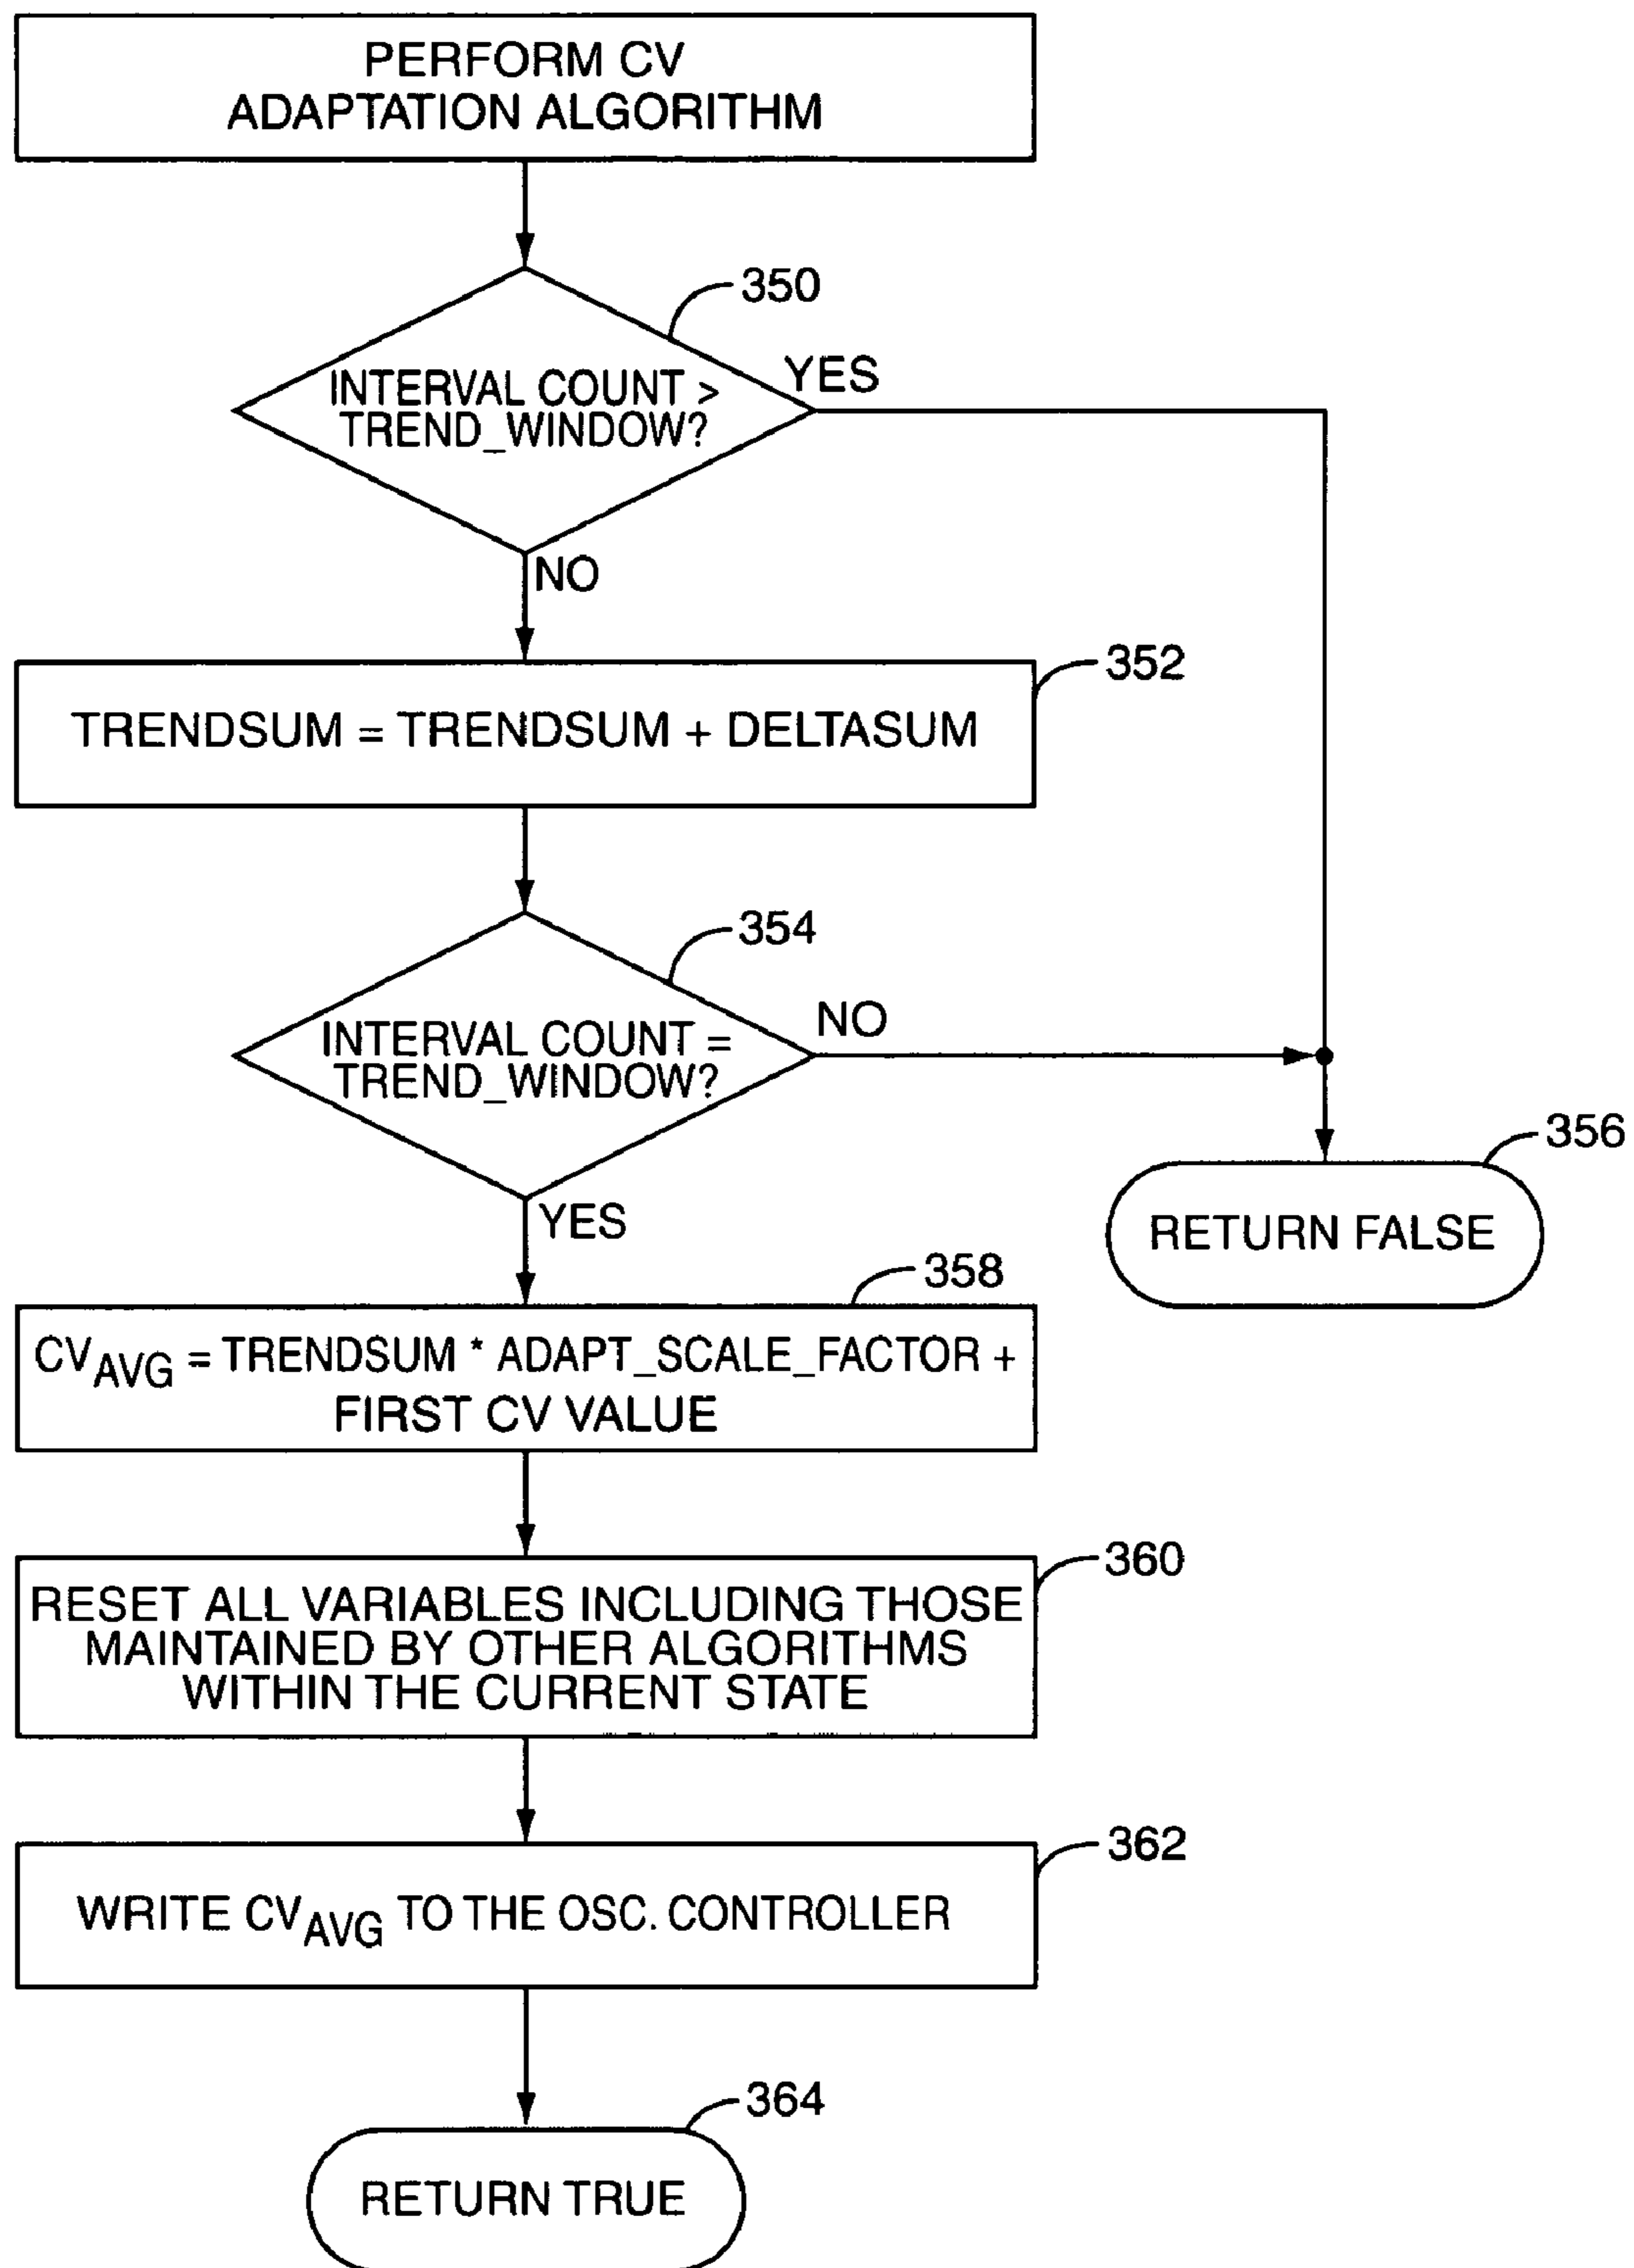 PERFORM CV
ADAPTATION ALGORITHM
350
INTERVAL COUNT >
TREND_WINDOW?
YES
NO
352
TRENDSUM = TRENDSUM + DELTASUM
354
INTERVAL COUNT =
TREND_WINDOW?
NO
YES
356
RETURN FALSE
358
CVAVG = TRENDSUM * ADAPT_SCALE_FACTOR +
FIRST CV VALUE
360
RESET ALL VARIABLES INCLUDING THOSE
MAINTAINED BY OTHER ALGORITHMS
WITHIN THE CURRENT STATE
362
WRITE CVAVG TO THE OSC. CONTROLLER
364
RETURN TRUE